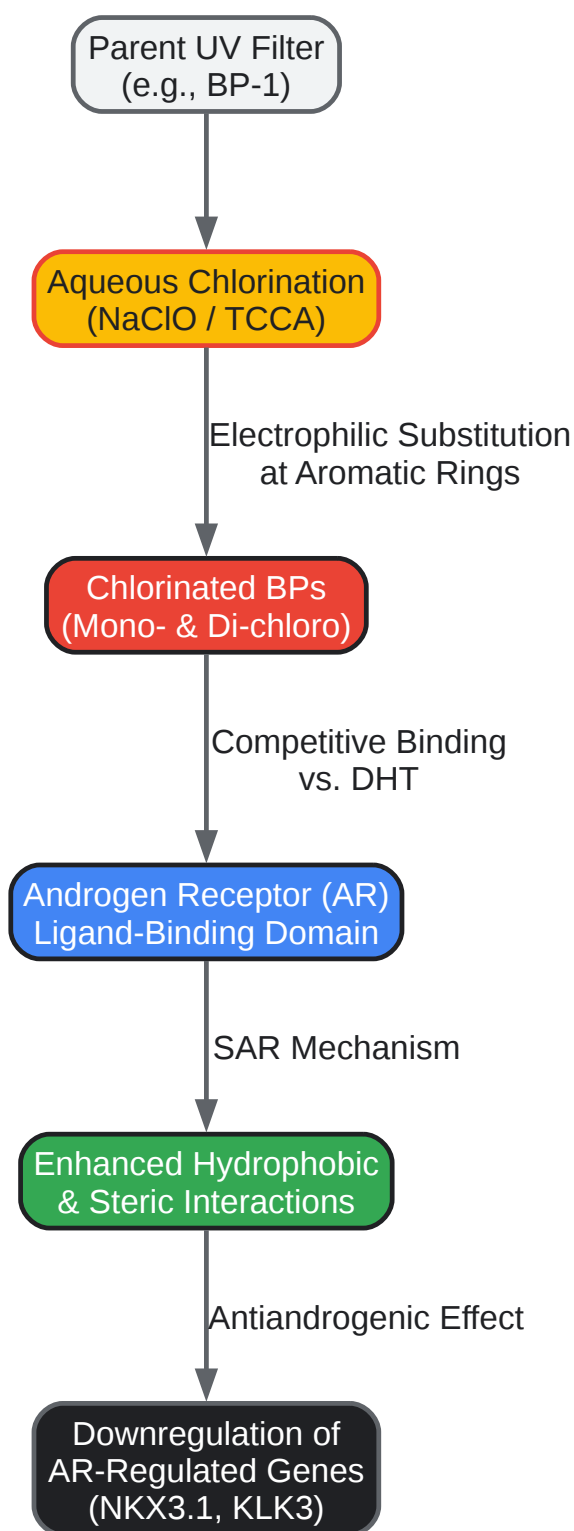 Parent UV Filter
(e.g., BP-1)
Aqueous Chlorination
(NaClO / TCCA)
Electrophilic Substitution
at Aromatic Rings
Chlorinated BPs
(Mono- & Di-chloro)
Competitive Binding
vs. DHT
Androgen Receptor (AR)
Ligand-Binding Domain
SAR Mechanism
Enhanced Hydrophobic
& Steric Interactions
Antiandrogenic Effect
Downregulation of
AR-Regulated Genes
(NKX3.1, KLK3)